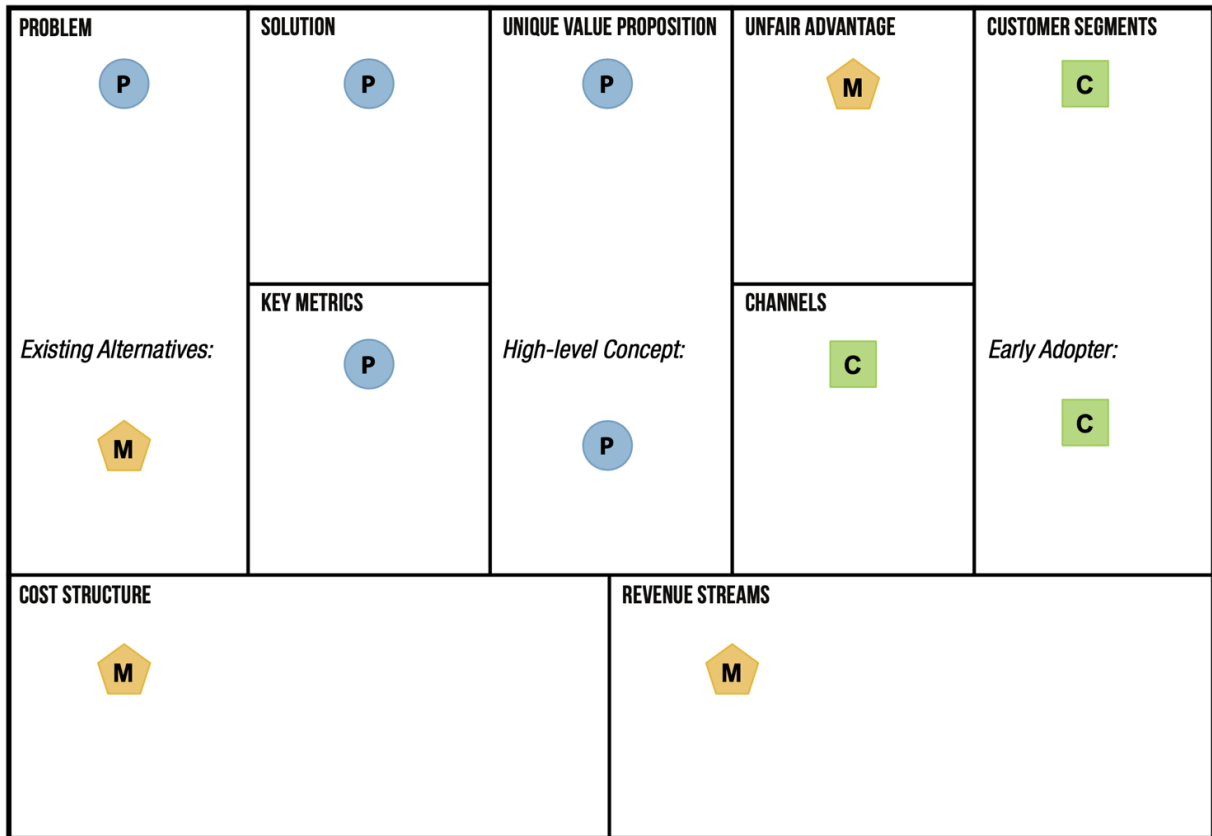 PROBLEM
P
Existing Alternatives:
M
SOLUTION
P
KEY METRICS
P
UNIQUE VALUE PROPOSITION
P
High-level Concept:
P
UNFAIR ADVANTAGE
M
CHANNELS
C
CUSTOMER SEGMENTS
C
Early Adopter:
C
COST STRUCTURE
M
REVENUE STREAMS
M